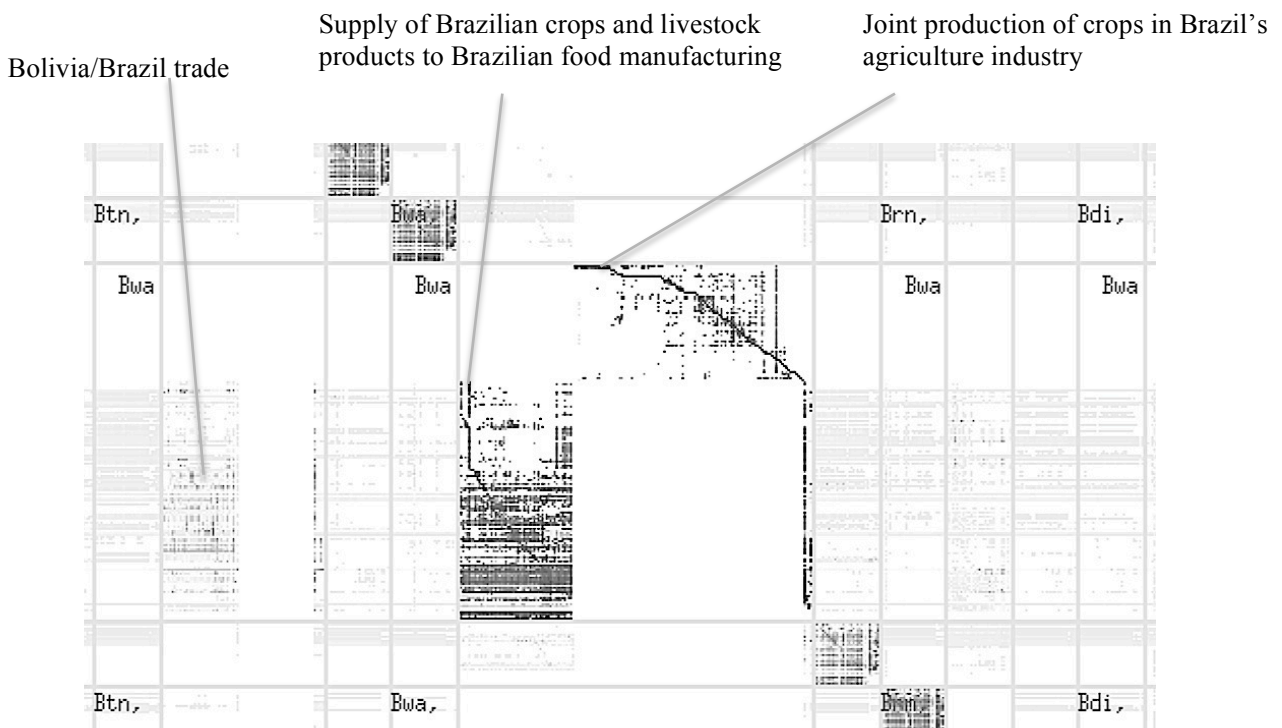 Supply of Brazilian crops and livestock
products to Brazilian food manufacturing
Joint production of crops in Brazil’s
agriculture industry
Bolivia/Brazil trade
Btn,
Bwa,
Brn,
Bdi,
Bwa
Bwa
Bwa
Bwa
Btn,
Bwa,
Bdi,